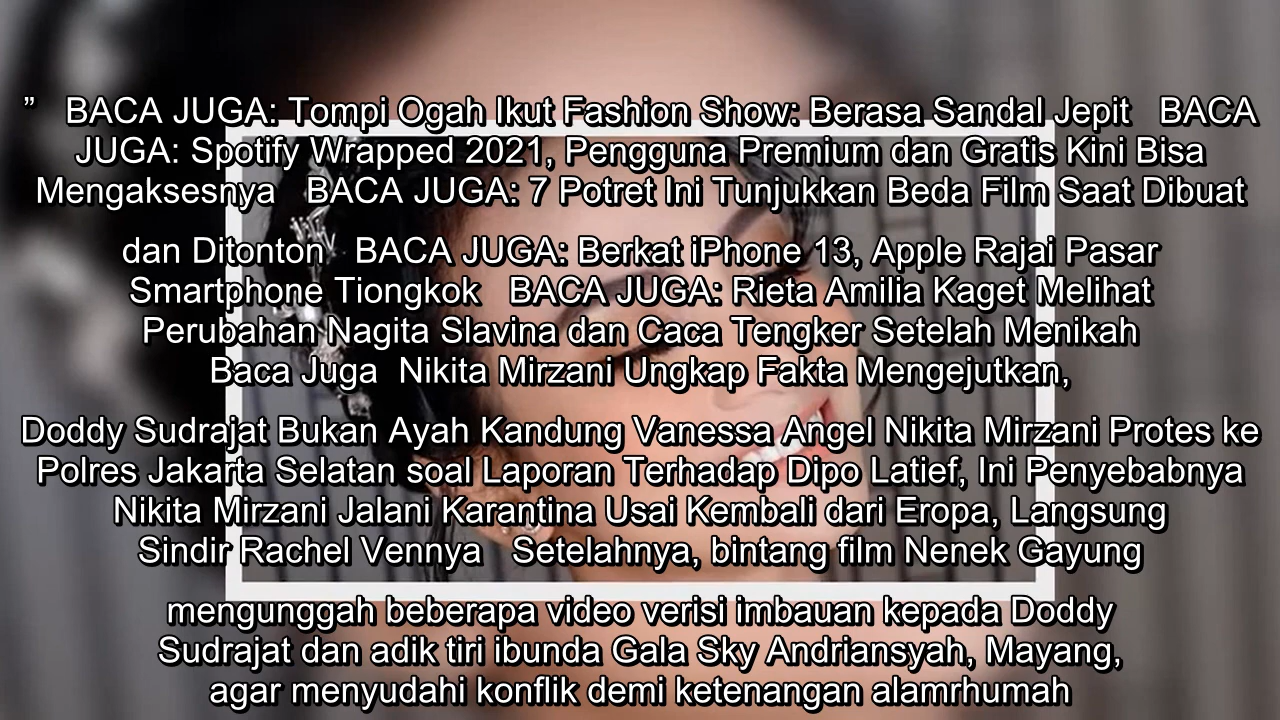 ” BACA JUGA: Tompi Ogah Ikut Fashion Show: Berasa Sandal Jepit BACA
JUGA: Spotify Wrapped 2021, Pengguna Premium dan Gratis Kini Bisa
Mengaksesnya BACA JUGA: 7 Potret Ini Tunjukkan Beda Film Saat Dibuat
dan Ditonton BACA JUGA: Berkat iPhone 13, Apple Rajai Pasar
Smartphone Tiongkok BACA JUGA: Rieta Amilia Kaget Melihat
Perubahan Nagita Slavina dan Caca Tengker Setelah Menikah
Baca Juga Nikita Mirzani Ungkap Fakta Mengejutkan,
Doddy Sudrajat Bukan Ayah Kandung Vanessa Angel Nikita Mirzani Protes ke
Polres Jakarta Selatan soal Laporan Terhadap Dipo Latief, Ini Penyebabnya
Nikita Mirzani Jalani Karantina Usai Kembali dari Eropa, Langsung
Sindir Rachel Vennya Setelahnya, bintang film Nenek Gayung
mengunggah beberapa video verisi imbauan kepada Doddy
Sudrajat dan adik tiri ibunda Gala Sky Andriansyah, Mayang,
agar menyudahi konflik demi ketenangan alamrhumah